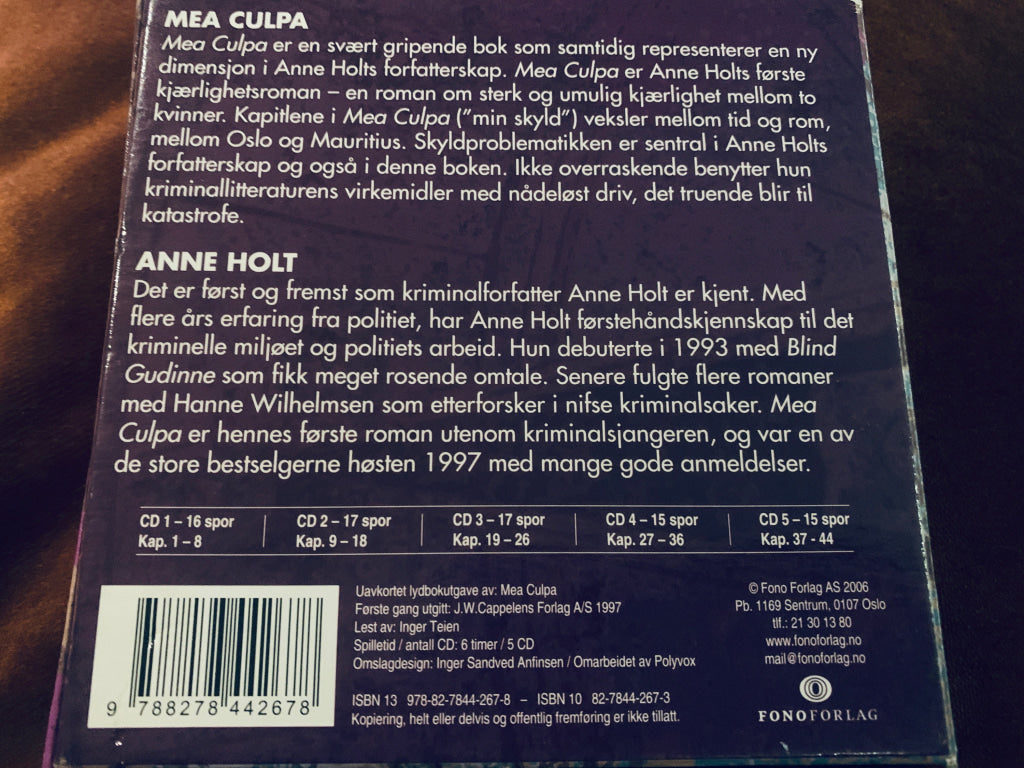 MEA CULPA
Mea Culpa er en svært gripende bok som samtidig representerer en ny
dimensjon i Anne Holts forfatterskap. Mea Culpa er Anne Holts første
kjærlighetsroman – en roman om sterk og umulig kjærlighet mellom to
kvinner. Kapitlene i Mea Culpa (”min skyld”) veksler mellom tid og rom,
mellom Oslo og Mauritius. Skyldproblematikken er sentral i Anne Holts
forfatterskap og også i denne boken. Ikke overraskende benytter hun
kriminallitteraturens virkemidler med nådeløst driv, det truende blir til
katastrofe.
ANNE HOLT
Det er først og fremst som kriminalforfatter Anne Holt er kjent. Med
flere års erfaring fra politiet, har Anne Holt førstehåndskjennskap til det
kriminelle miljøet og politiets arbeid. Hun debuterte i 1993 med Blind
Gudinne som fikk meget rosende omtale. Senere fulgte flere romaner
med Hanne Wilhelmsen som etterforsker i nifse kriminalsaker. Mea
Culpa er hennes første roman utenom kriminalsjangeren, og var en av
de store bestselgerne høsten 1997 med mange gode anmeldelser.
CD 1 – 16 spor CD 2 – 17 spor CD 3 – 17 spor CD 4 – 15 spor CD 5 – 15 spor
Kap. 1 – 8 Kap. 9 – 18 Kap. 19 – 26 Kap. 27 – 36 Kap. 37 - 44
Uavkortet lydbokutgave av: Mea Culpa
Første gang utgitt: J.W.Cappelens Forlag A/S 1997
Lest av: Inger Teien
Spilletid / antall CD: 6 timer / 5 CD
Omslagdesign: Inger Sandved Anfinsen / Omarbeidet av Polyvox
ISBN 13 978-82-7844-267-8 – ISBN 10 82-7844-267-3
Kopiering, helt eller delvis og offentlig fremføring er ikke tillatt.
© Fono Forlag AS 2006
Pb. 1169 Sentrum, 0107 Oslo
tlf.: 21 30 13 80
www.fonoforlag.no
mail@fonoforlag.no
FONOFORLAG
9 788278 442678